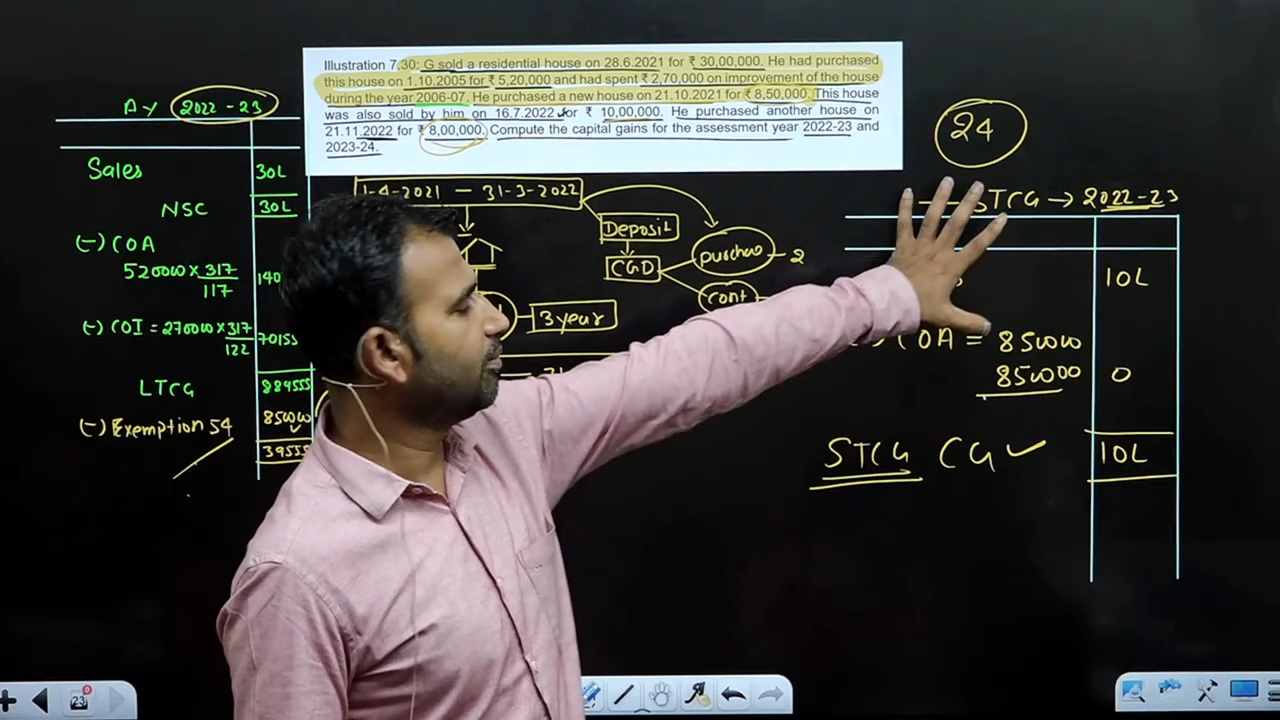 Illustration 7.30: G sold a residential house on 28.6.2021 for ₹ 30,00,000. He had purchased
this house on 1.10.2005 for ₹ 5,20,000 and had spent ₹ 2,70,000 on improvement of the house
during the year 2006-07. He purchased a new house on 21.10.2021 for ₹ 8,50,000. This house
was also sold by him on 16.7.2022 for ₹ 10,00,000. He purchased another house on
21.11.2022 for ₹ 8,00,000. Compute the capital gains for the assessment year 2022-23 and
2023-24.
AY 2022-23
Sales 30L
NSC 30L
(-) COA
520000 × 317/117
(-) COI = 270000 × 317/122
LTCG 884555
(-) Exemption 54 850000
1-4-2021 — 31-3-2022
Deposit
CGD
purchase - 2
cont
3 year
24
STCG → 2022-23
10L
COA = 850000
850000 0
STCG CG ✓ 10L
23